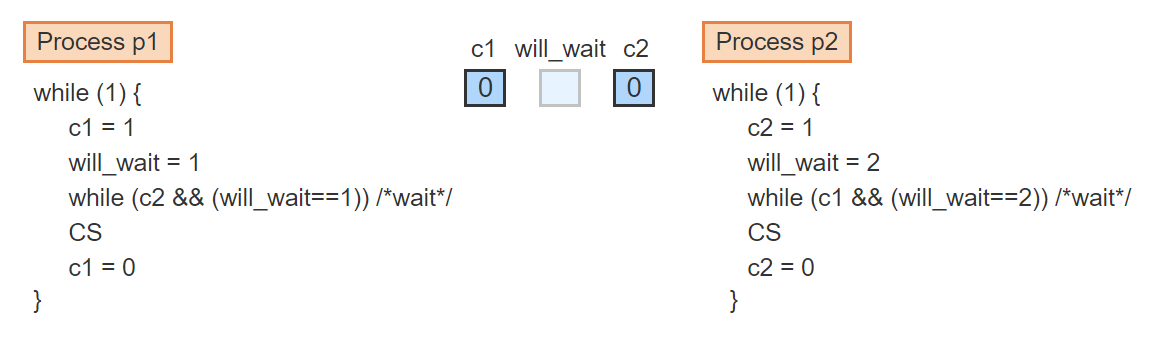 Process p1
while (1) {
c1 = 1
will_wait = 1
while (c2 && (will_wait==1)) /*wait*/
CS
c1 = 0
}
c1 will_wait c2
0 0
Process p2
while (1) {
c2 = 1
will_wait = 2
while (c1 && (will_wait==2)) /*wait*/
CS
c2 = 0
}